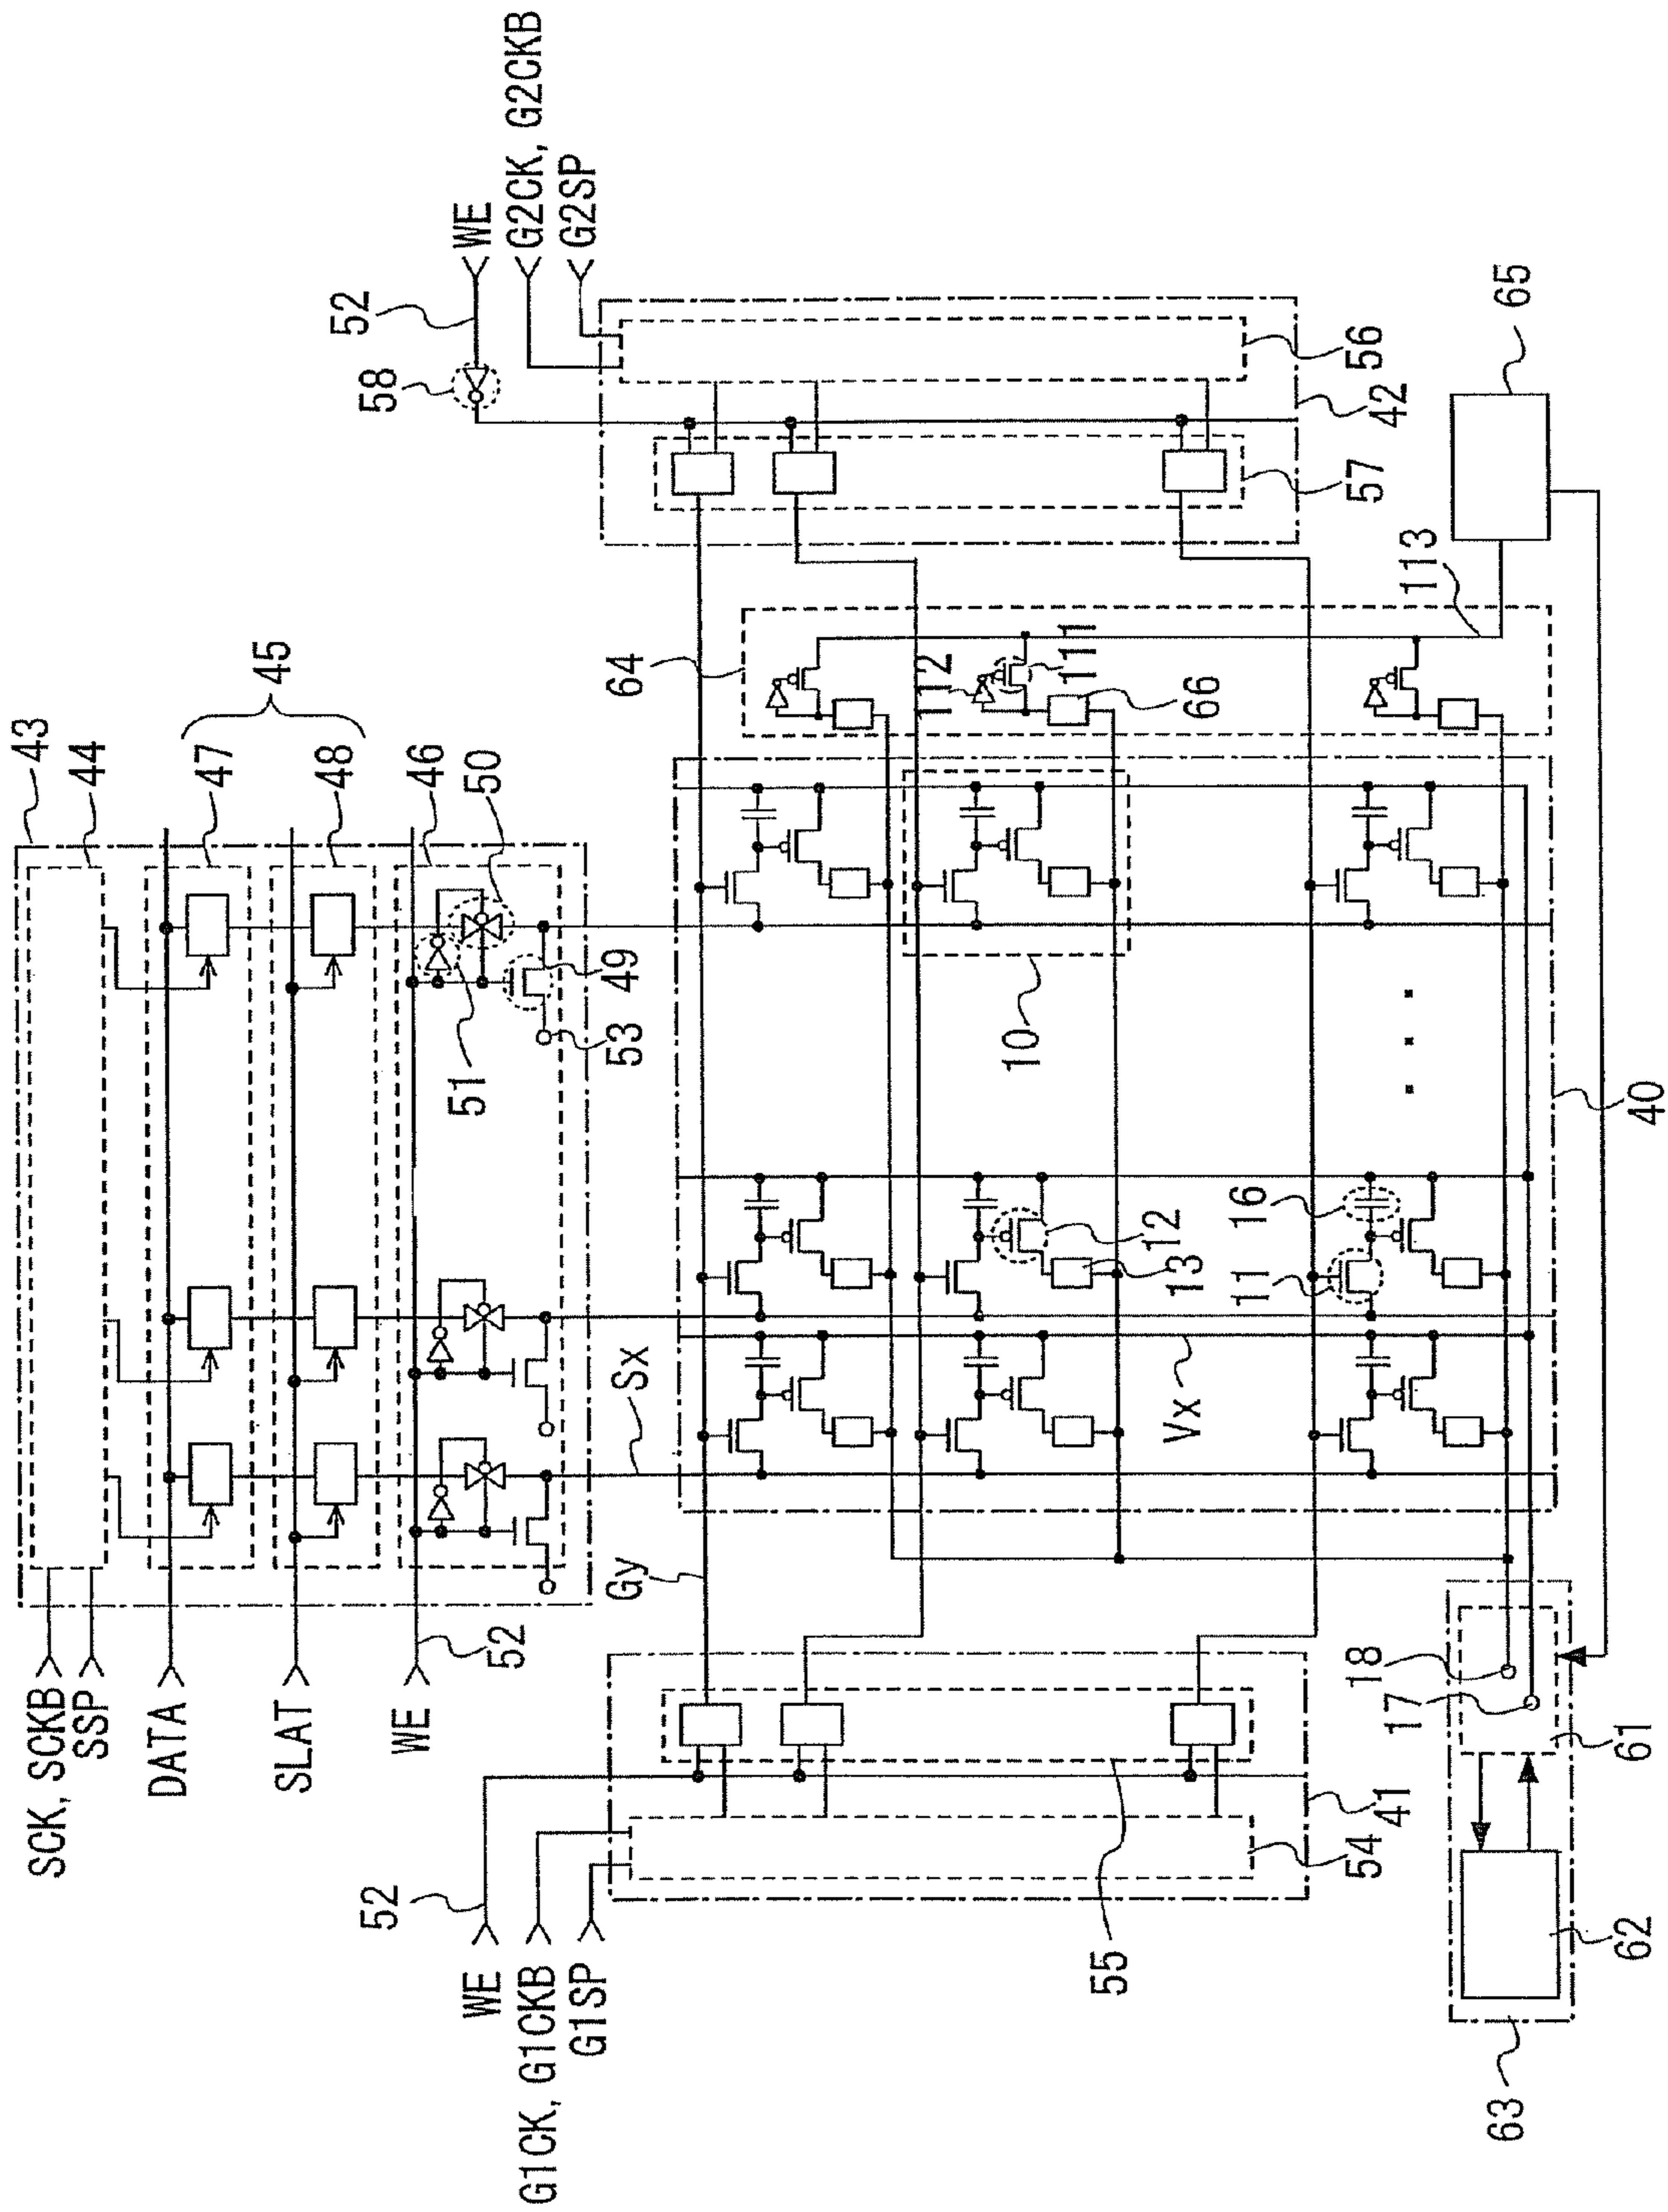 43
SCK, SCKB
SSP
44
DATA
47
45
SLAT
48
52
58
52
WE
46
51
WE
50
WE
52
G1CK, G1CKB
G2CK, G2CKB
G1SP
G2SP
53
49
Gy
Sx
64
112
10
111
55
12
13
Vx
66
11
16
54
57
56
41
42
18
17
113
63
65
62
61
40